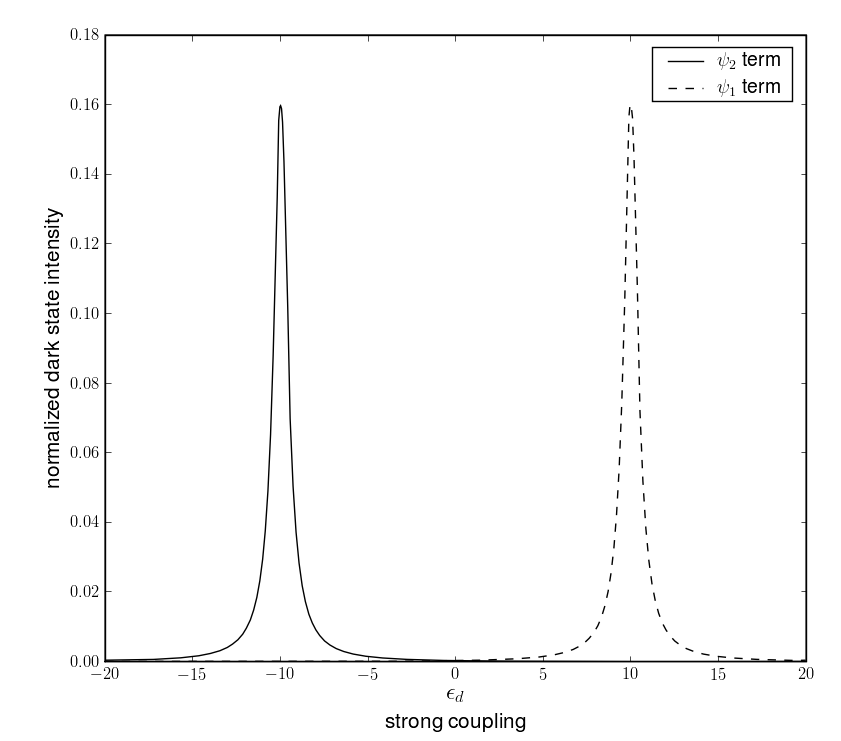 0.18
0.16
0.14
0.12
0.10
0.08
0.06
0.04
0.02
0.00
normalized dark state intensity
ψ₂ term
ψ₁ term
−20 −15 −10 −5 0 5 10 15 20
ϵ_d
strong coupling